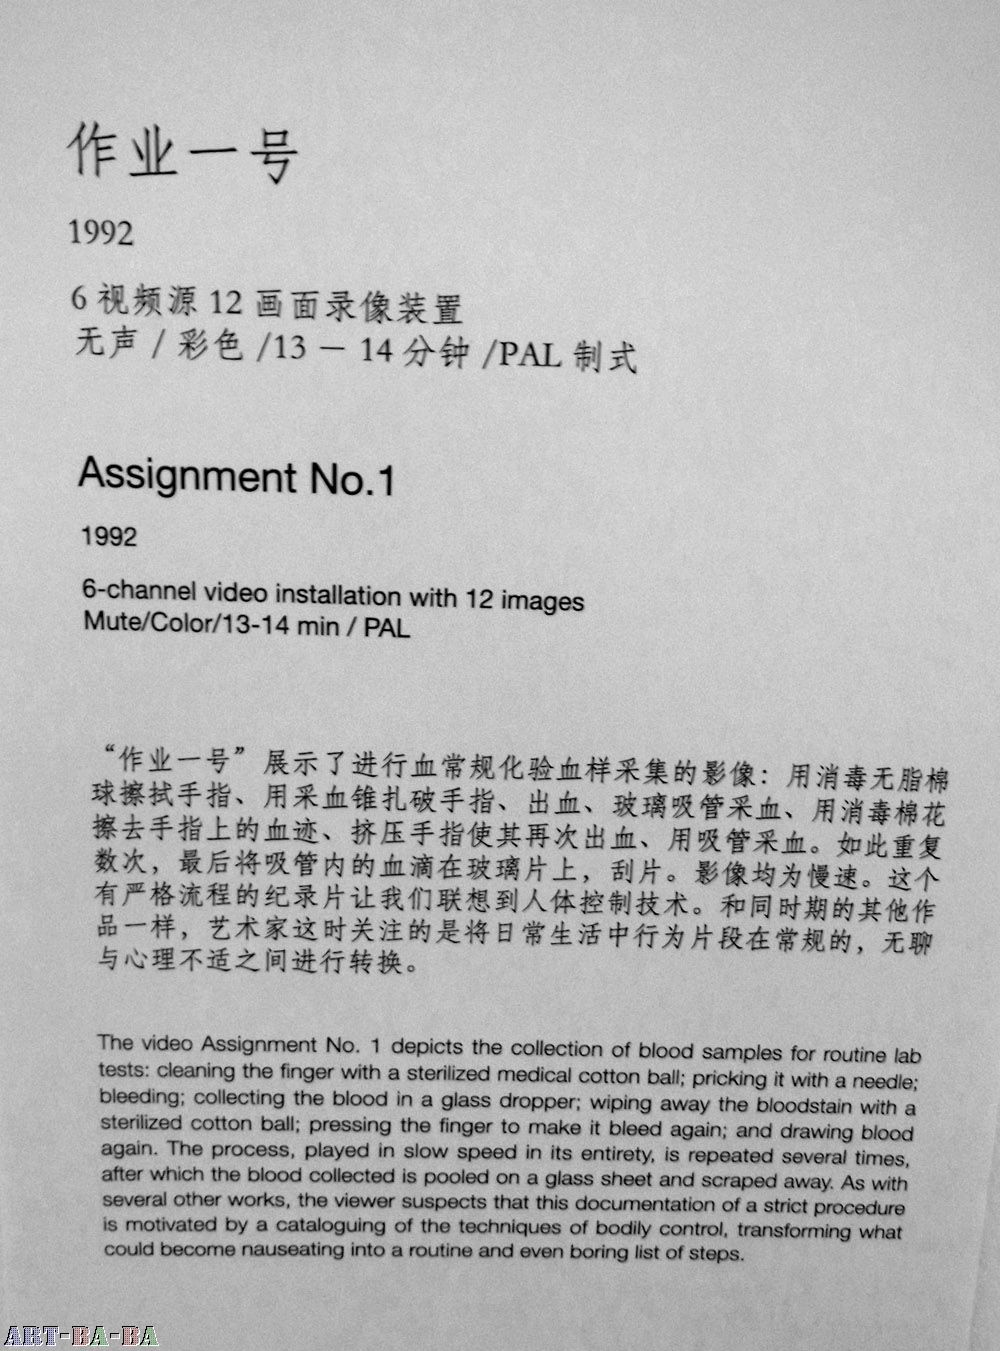 作业一号
1992
6 视频源 12 画面录像装置
无声 / 彩色 /13 － 14 分钟 /PAL 制式
Assignment No.1
1992
6-channel video installation with 12 images
Mute/Color/13-14 min / PAL
“作业一号”展示了进行血常规化验血样采集的影像：用消毒无脂棉
球擦拭手指、用采血锥扎破手指、出血、玻璃吸管采血、用消毒棉花
擦去手指上的血迹、挤压手指使其再次出血、用吸管采血。如此重复
数次，最后将吸管内的血滴在玻璃片上，刮片。影像均为慢速。这个
有严格流程的纪录片让我们联想到人体控制技术。和同时期的其他作
品一样，艺术家这时关注的是将日常生活中行为片段在常规的，无聊
与心理不适之间进行转换。
The video Assignment No. 1 depicts the collection of blood samples for routine lab
tests: cleaning the finger with a sterilized medical cotton ball; pricking it with a needle;
bleeding; collecting the blood in a glass dropper; wiping away the bloodstain with a
sterilized cotton ball; pressing the finger to make it bleed again; and drawing blood
again. The process, played in slow speed in its entirety, is repeated several times,
after which the blood collected is pooled on a glass sheet and scraped away. As with
several other works, the viewer suspects that this documentation of a strict procedure
is motivated by a cataloguing of the techniques of bodily control, transforming what
could become nauseating into a routine and even boring list of steps.
ART-BA-BA